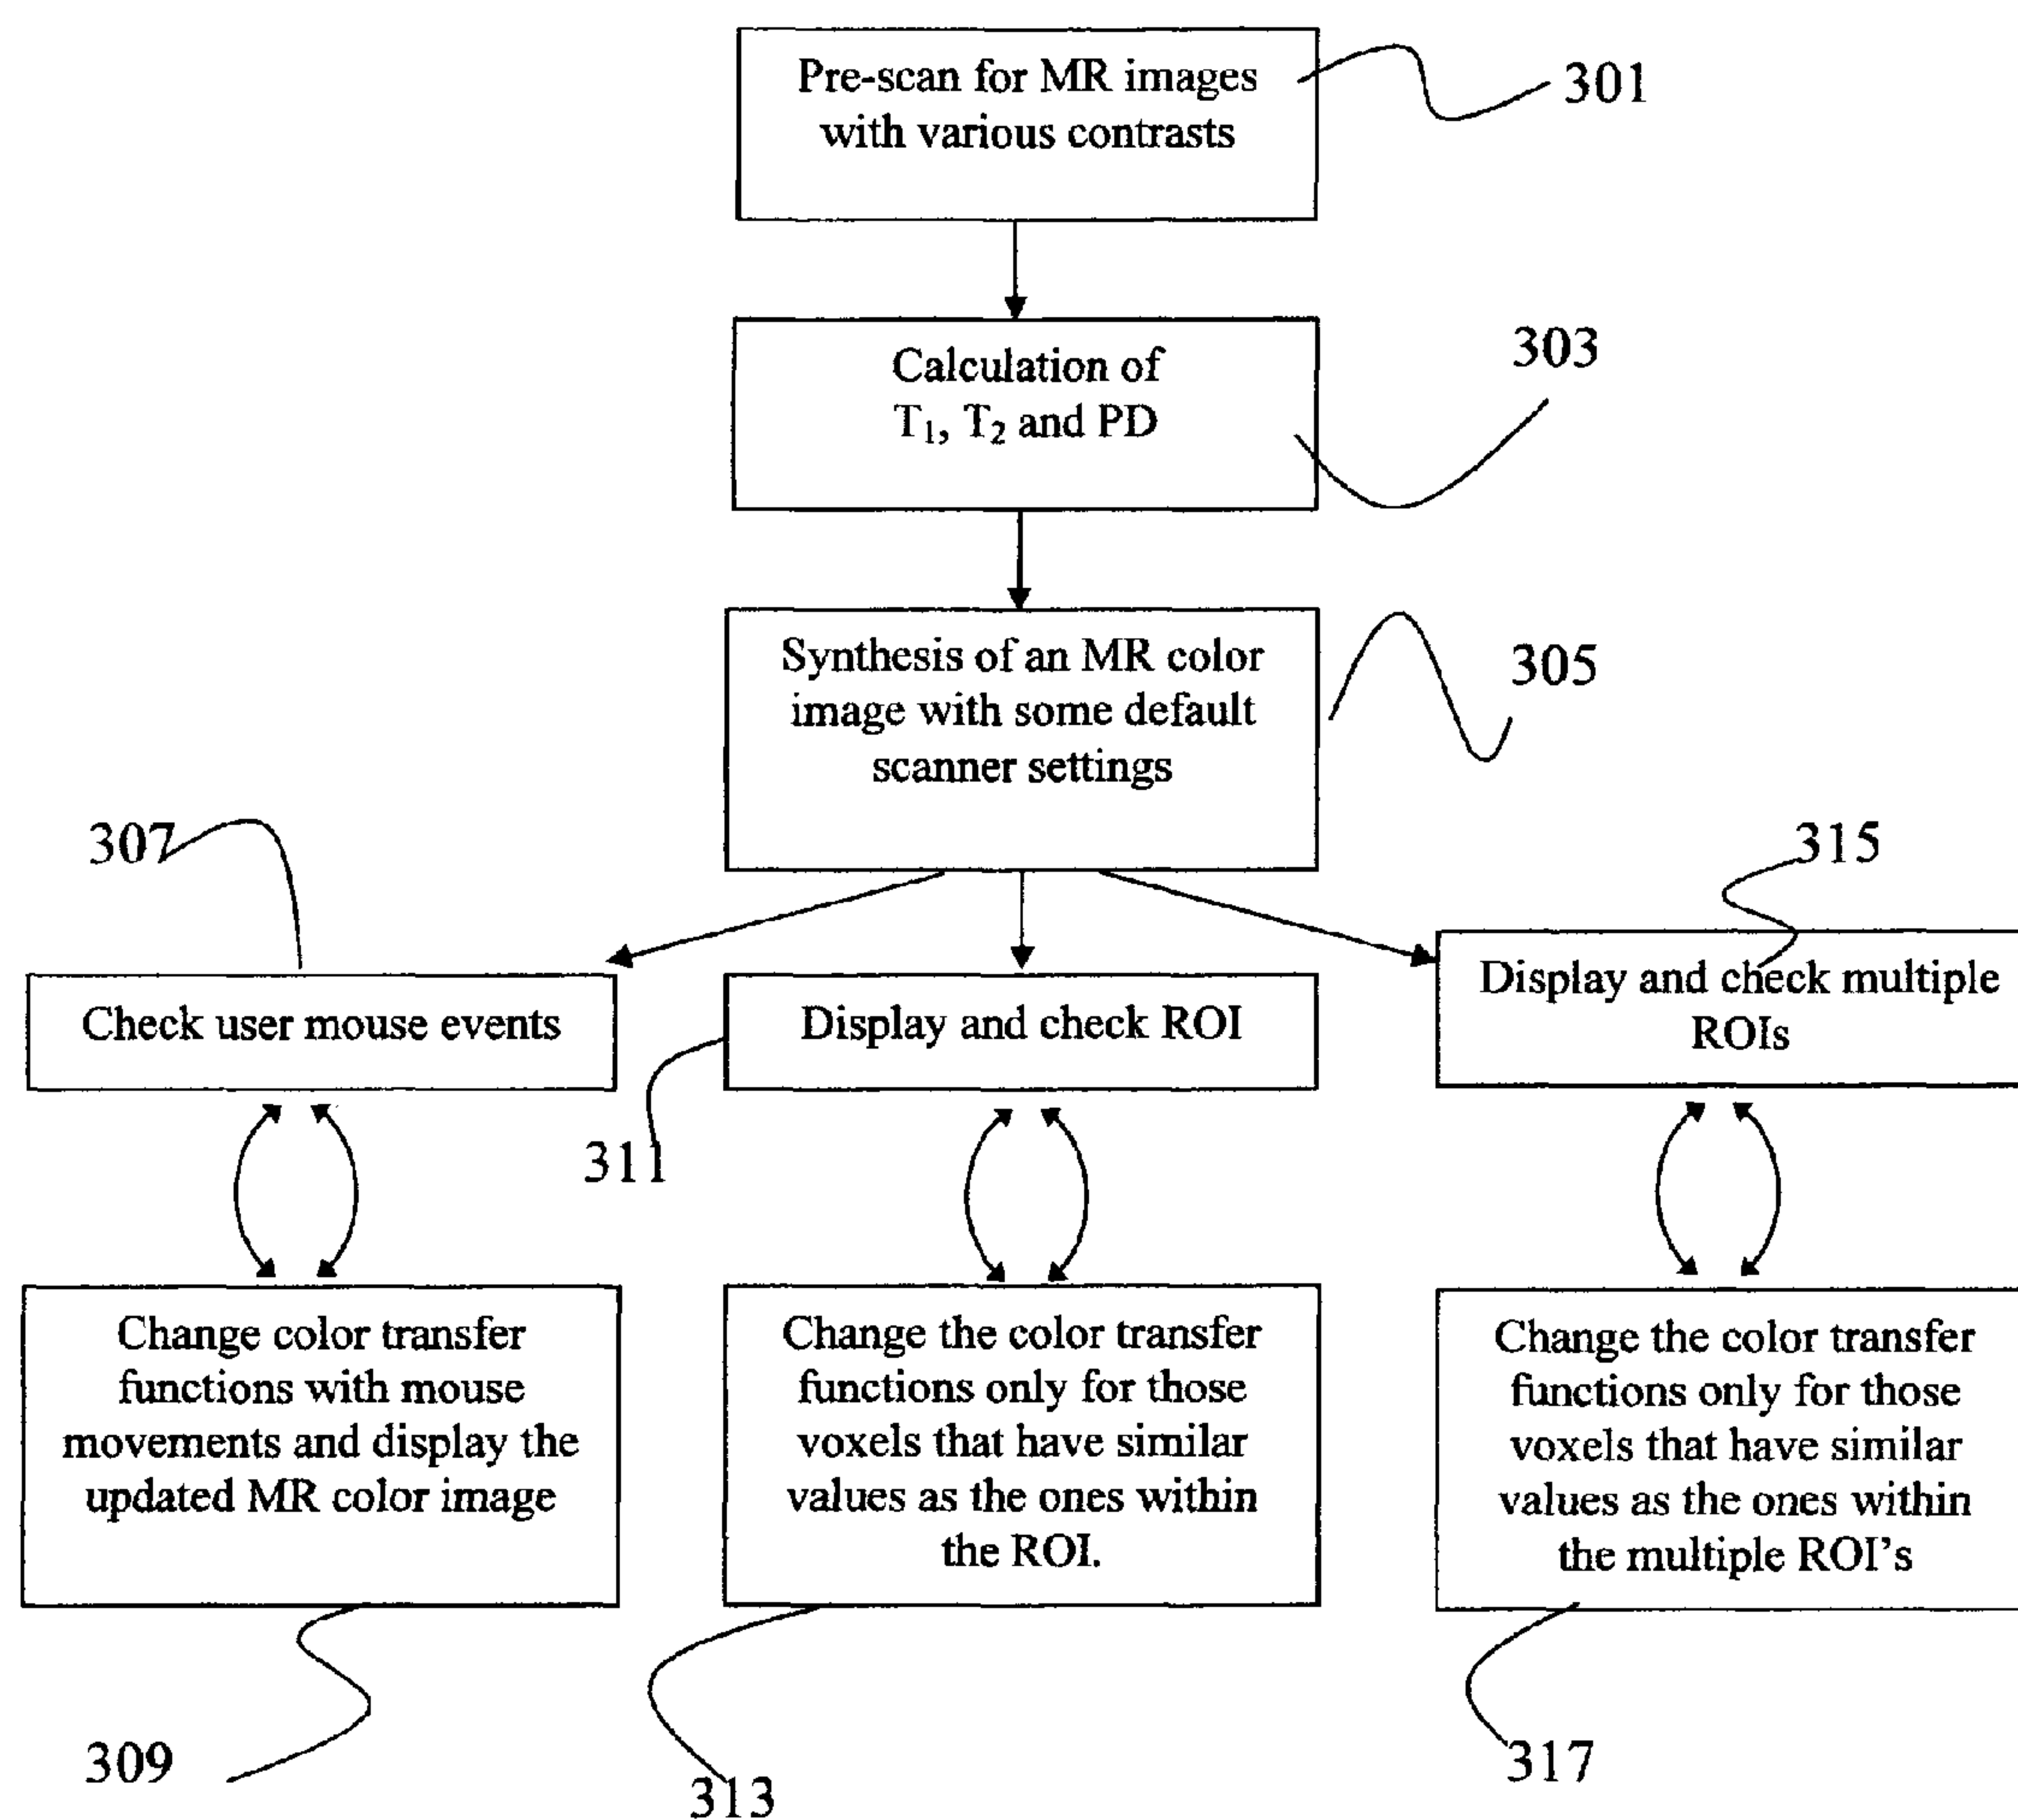 Pre-scan for MR images
with various contrasts
301
Calculation of
T₁, T₂ and PD
303
Synthesis of an MR color
image with some default
scanner settings
305
307
315
Check user mouse events
Display and check ROI
Display and check multiple
ROIs
311
Change color transfer
functions with mouse
movements and display the
updated MR color image
Change the color transfer
functions only for those
voxels that have similar
values as the ones within
the ROI.
Change the color transfer
functions only for those
voxels that have similar
values as the ones within
the multiple ROI's
309
313
317